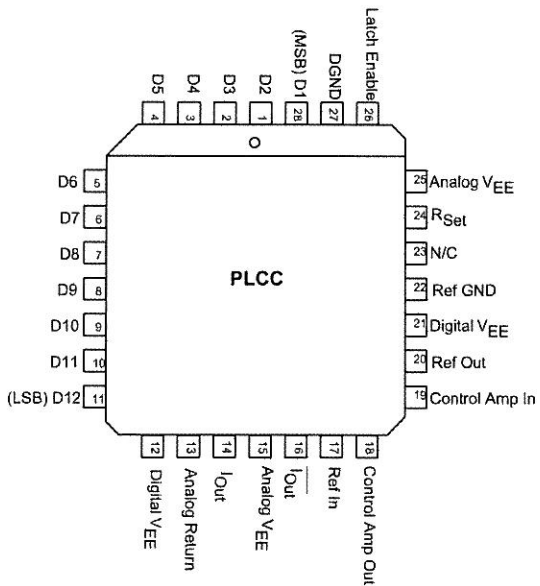 D5
D4
D3
D2
(MSB) D1
DGND
Latch Enable
4
3
2
1
28
27
26
D6 5
D7 6
D8 7
D9 8
D10 9
D11 10
(LSB) D12 11
PLCC
25 Analog VEE
24 RSet
23 N/C
22 Ref GND
21 Digital VEE
20 Ref Out
19 Control Amp In
12
13
14
15
16
17
18
Digital VEE
Analog Return
IOut
Analog VEE
IOut
Ref In
Control Amp Out